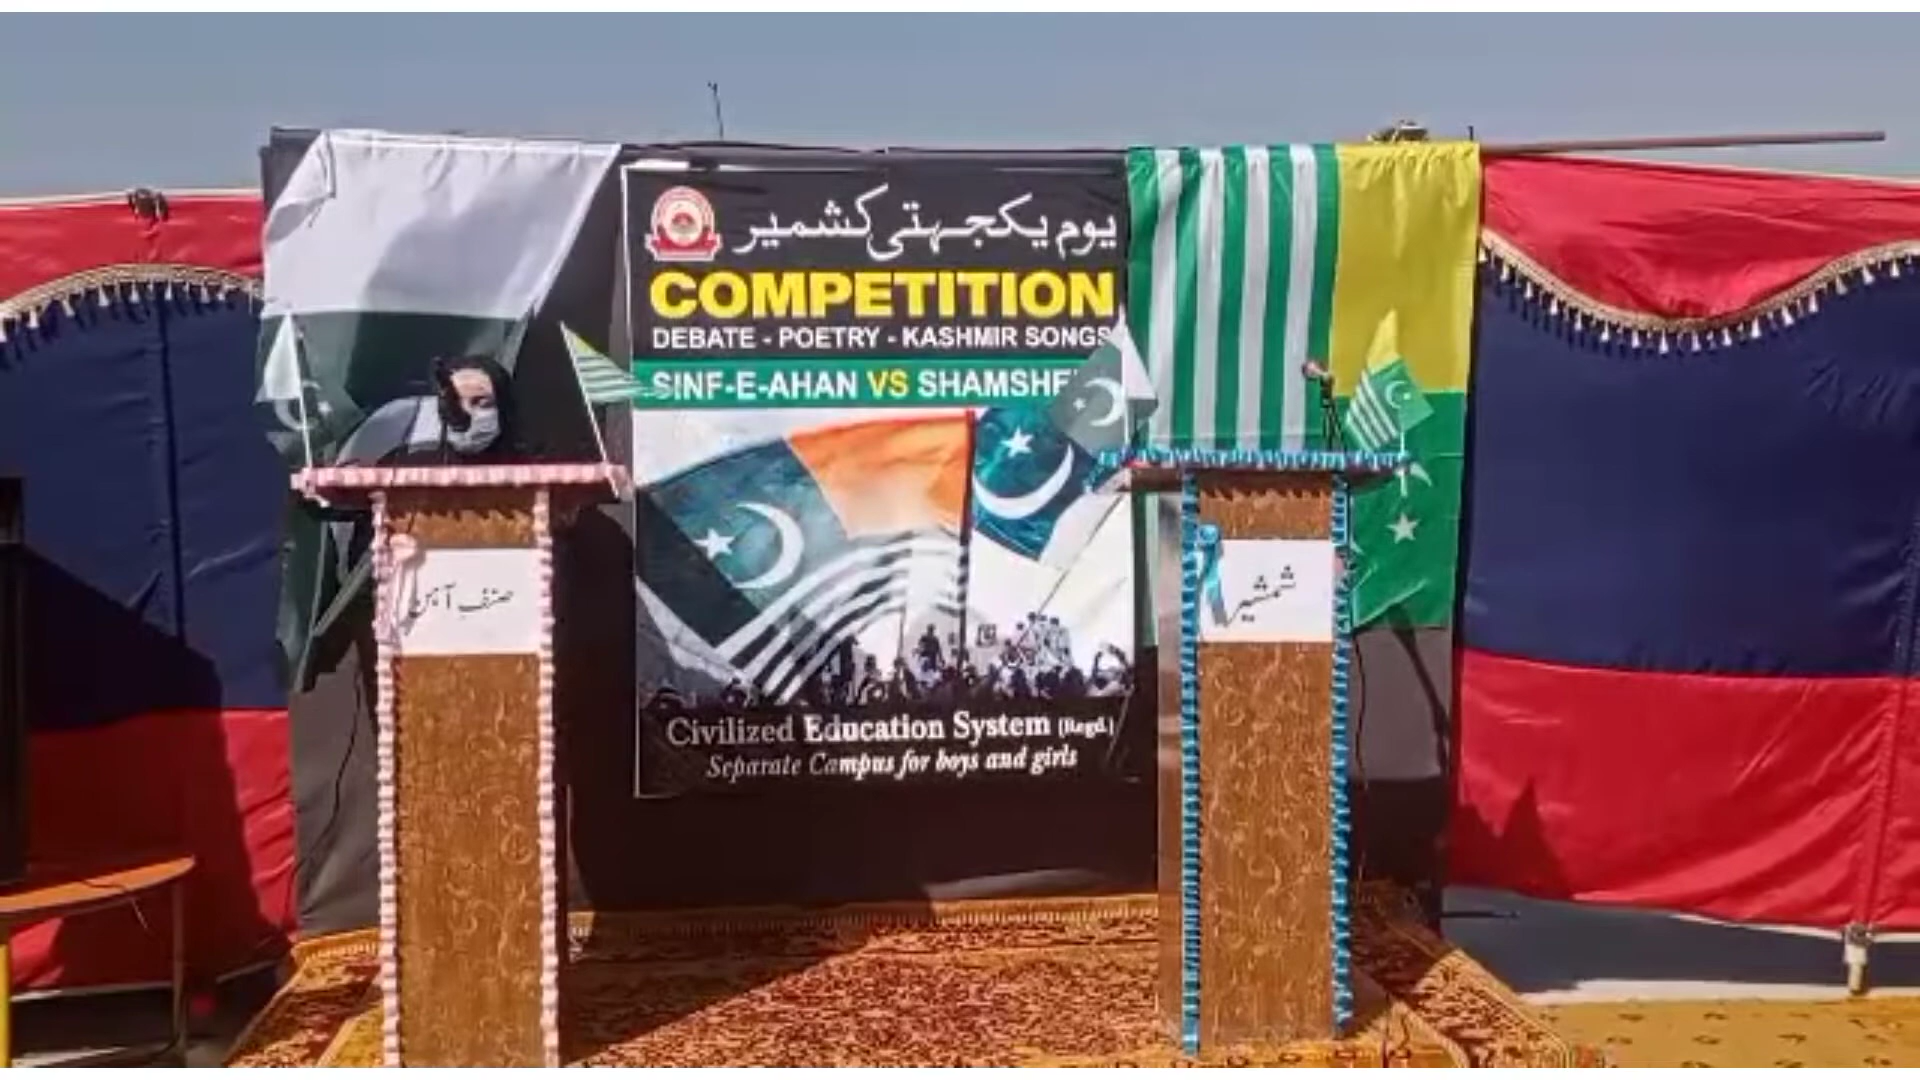 یوم یکجہتی کشمیر
COMPETITION
DEBATE - POETRY - KASHMIR SONGS
SINF-E-AHAN VS SHAMSHE
صنف آہن
شمشیر
Civilized Education System (Regd.)
Separate Campus for boys and girls